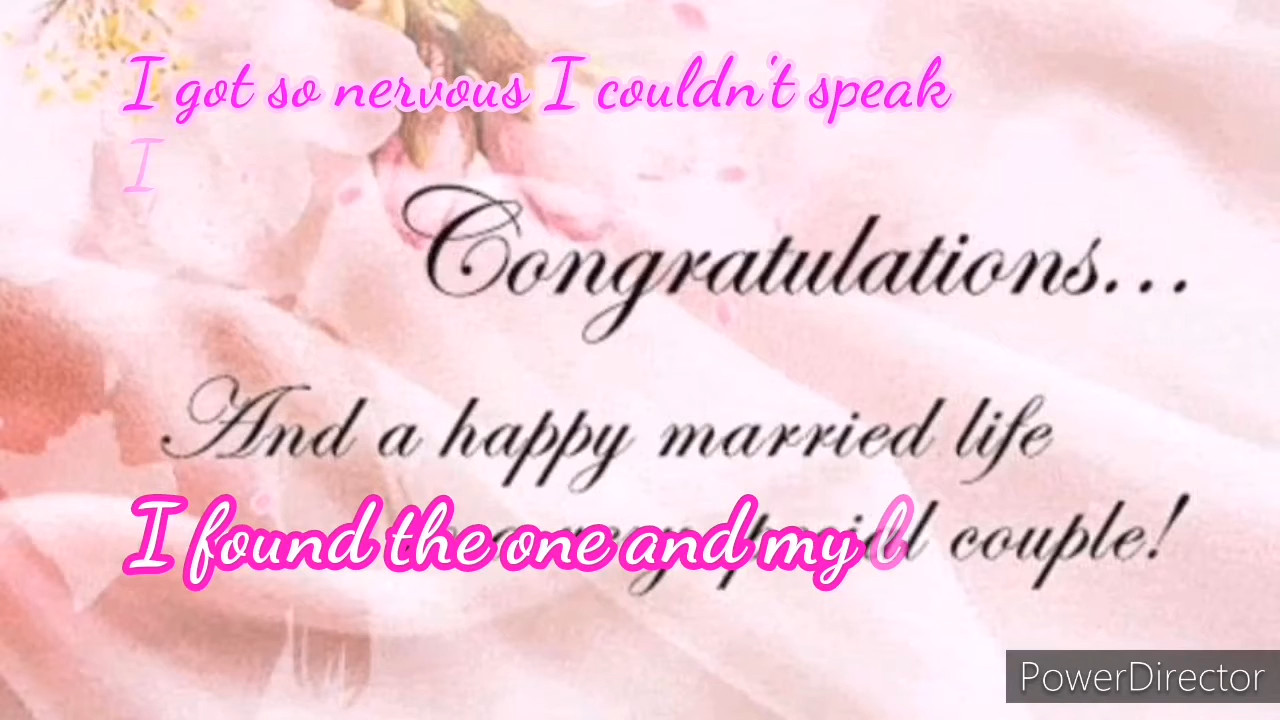 I got so nervous I couldn't speak
I
Congratulations...
And a happy married life
I found the one and my
couple!
PowerDirector